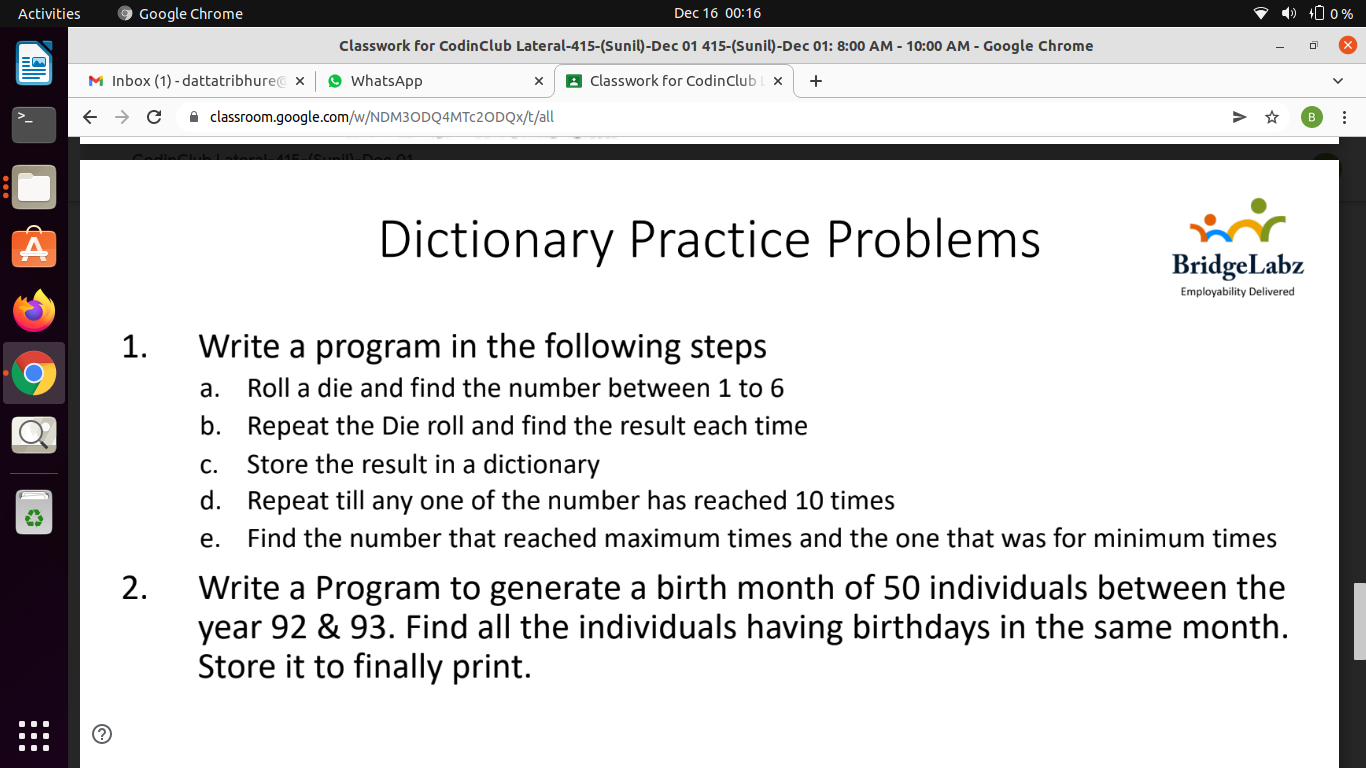 Activities Google Chrome Dec 16 00:16 0 %
Classwork for CodinClub Lateral-415-(Sunil)-Dec 01 415-(Sunil)-Dec 01: 8:00 AM - 10:00 AM - Google Chrome
Inbox (1) - dattatribhure@ WhatsApp Classwork for CodinClub L
classroom.google.com/w/NDM3ODQ4MTc2ODQx/t/all B
CodinClub Lateral-415-(Sunil)-Dec 01
Dictionary Practice Problems
BridgeLabz
Employability Delivered
1. Write a program in the following steps
a. Roll a die and find the number between 1 to 6
b. Repeat the Die roll and find the result each time
c. Store the result in a dictionary
d. Repeat till any one of the number has reached 10 times
e. Find the number that reached maximum times and the one that was for minimum times
2. Write a Program to generate a birth month of 50 individuals between the
year 92 & 93. Find all the individuals having birthdays in the same month.
Store it to finally print.